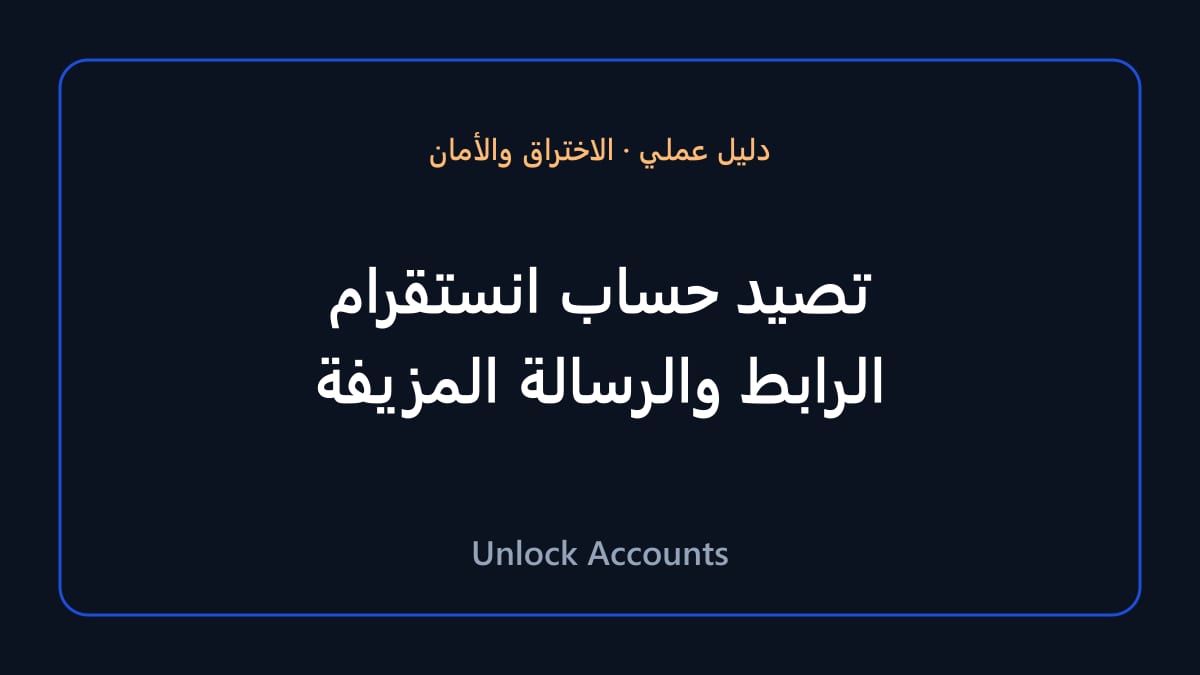 دليل عملي · الاختراق والأمان
تصيد حساب انستقرام
الرابط والرسالة المزيفة
Unlock Accounts